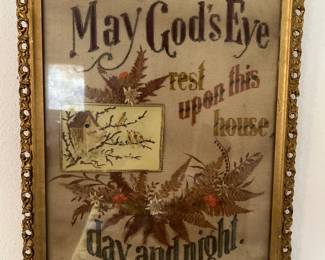 May God's Eye
rest
upon this
house
day and night.